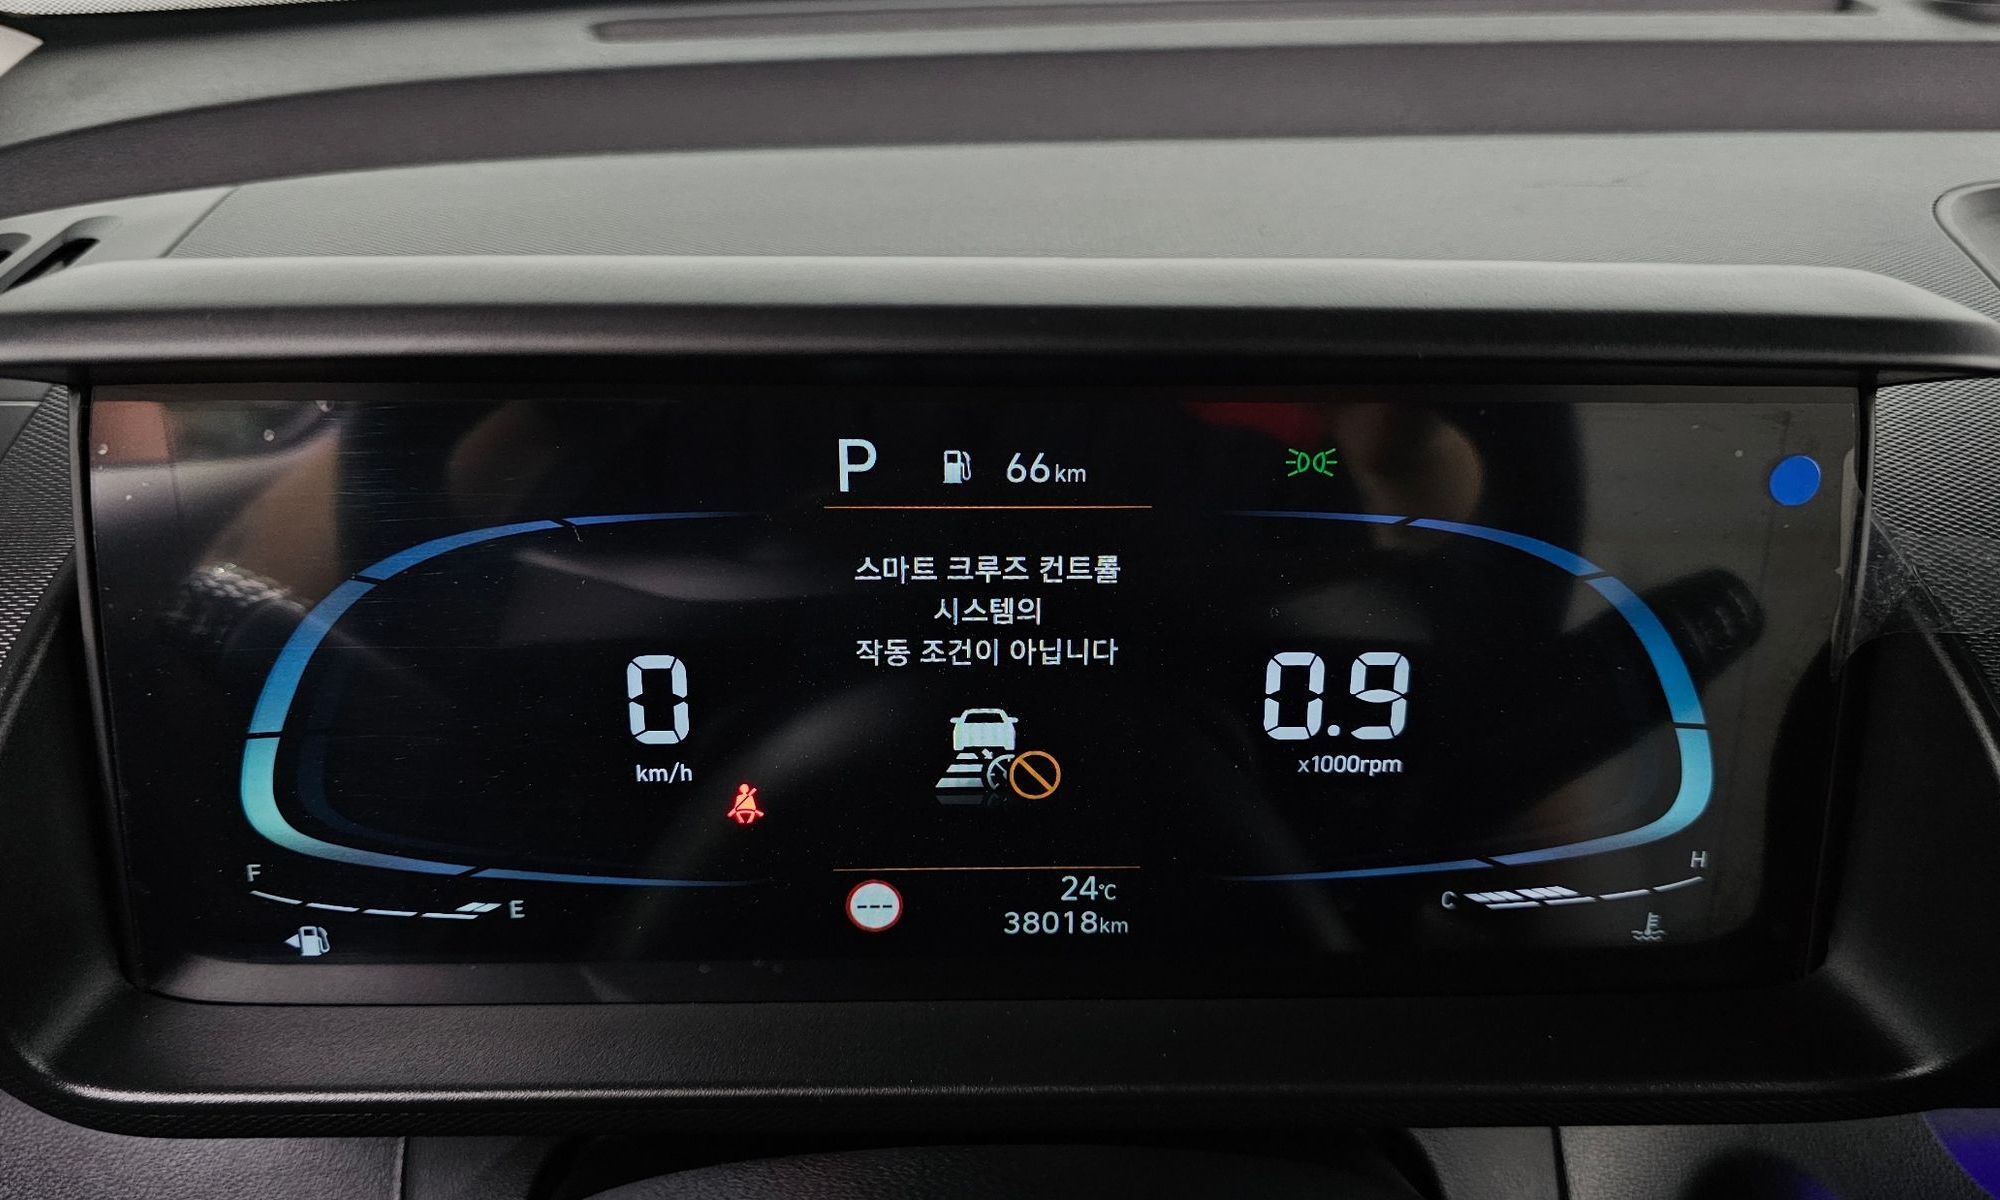 P 66km
스마트 크루즈 컨트롤
시스템의
작동 조건이 아닙니다
0
km/h
0.9
x1000rpm
F
E
C
H
---
24°C
38018km